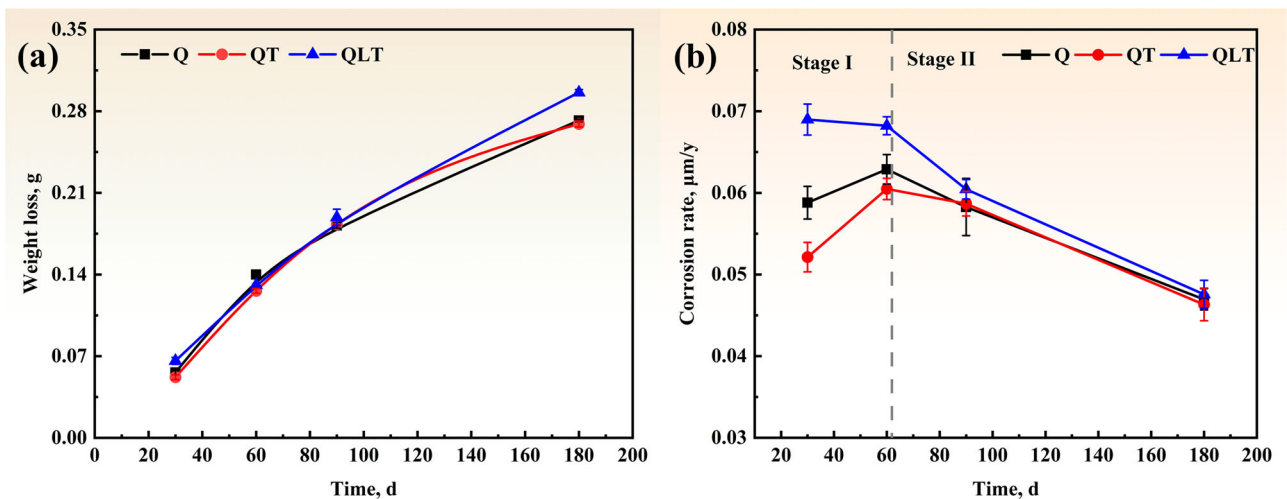 (a)
Q QT QLT
Weight loss, g
0.35
0.28
0.21
0.14
0.07
0.00
0 20 40 60 80 100 120 140 160 180 200
Time, d
(b)
Stage I Stage II Q QT QLT
Corrosion rate, μm/y
0.08
0.07
0.06
0.05
0.04
0.03
0 20 40 60 80 100 120 140 160 180 200
Time, d